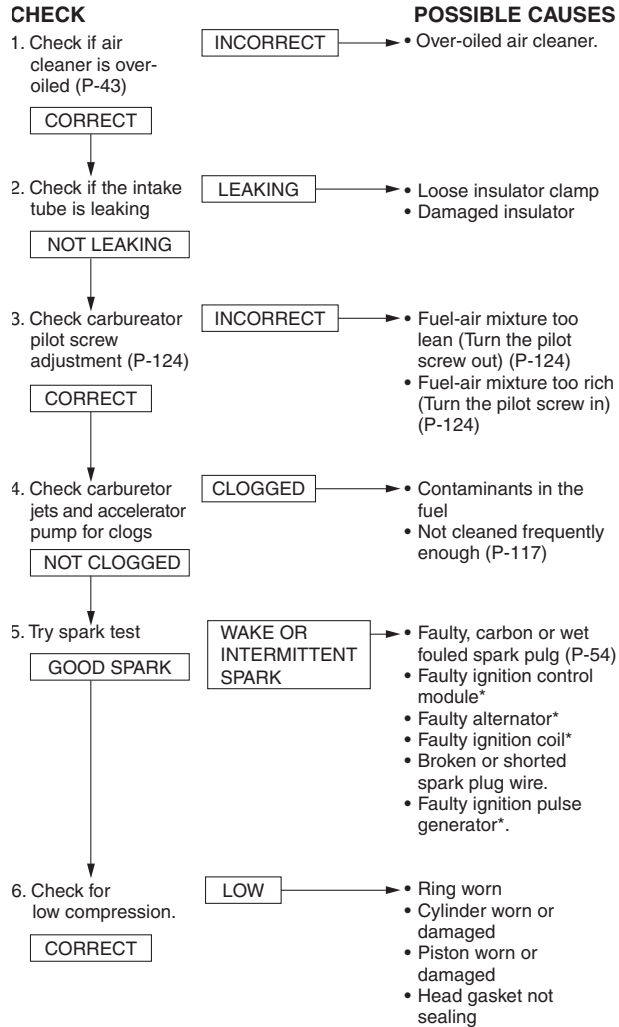 CHECK POSSIBLE CAUSES
1. Check if air INCORRECT • Over-oiled air cleaner.
cleaner is over-
oiled (P-43)
CORRECT
2. Check if the intake LEAKING • Loose insulator clamp
tube is leaking • Damaged insulator
NOT LEAKING
3. Check carbureator INCORRECT • Fuel-air mixture too
pilot screw lean (Turn the pilot
adjustment (P-124) screw out) (P-124)
• Fuel-air mixture too rich
CORRECT (Turn the pilot screw in)
(P-124)
4. Check carburetor CLOGGED • Contaminants in the
jets and accelerator fuel
pump for clogs • Not cleaned frequently
NOT CLOGGED enough (P-117)
5. Try spark test WAKE OR • Faulty, carbon or wet
GOOD SPARK INTERMITTENT fouled spark pulg (P-54)
SPARK • Faulty ignition control
module*
• Faulty alternator*
• Faulty ignition coil*
• Broken or shorted
spark plug wire.
• Faulty ignition pulse
generator*.
6. Check for LOW • Ring worn
low compression. • Cylinder worn or
damaged
CORRECT • Piston worn or
damaged
• Head gasket not
sealing